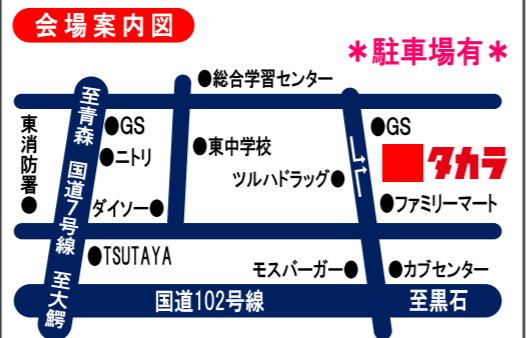 会場案内図
＊駐車場有＊
●総合学習センター
至青森 国道7号線 至大鰐
東消防署●
●GS
●ニトリ
ダイソー●
●東中学校
ツルハドラッグ●
●GS
タカラ
●ファミリーマート
●TSUTAYA
モスバーガー●
●カブセンター
国道102号線
至黒石